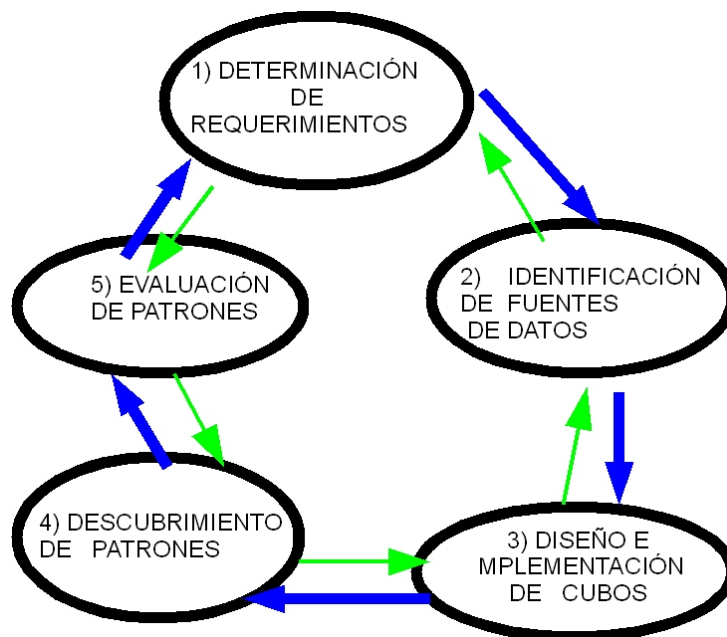 1) DETERMINACIÓN
DE
REQUERIMIENTOS
2) IDENTIFICACIÓN
DE FUENTES
DE DATOS
3) DISEÑO E
MPLEMENTACIÓN
DE CUBOS
4) DESCUBRIMIENTO
DE PATRONES
5) EVALUACIÓN
DE PATRONES